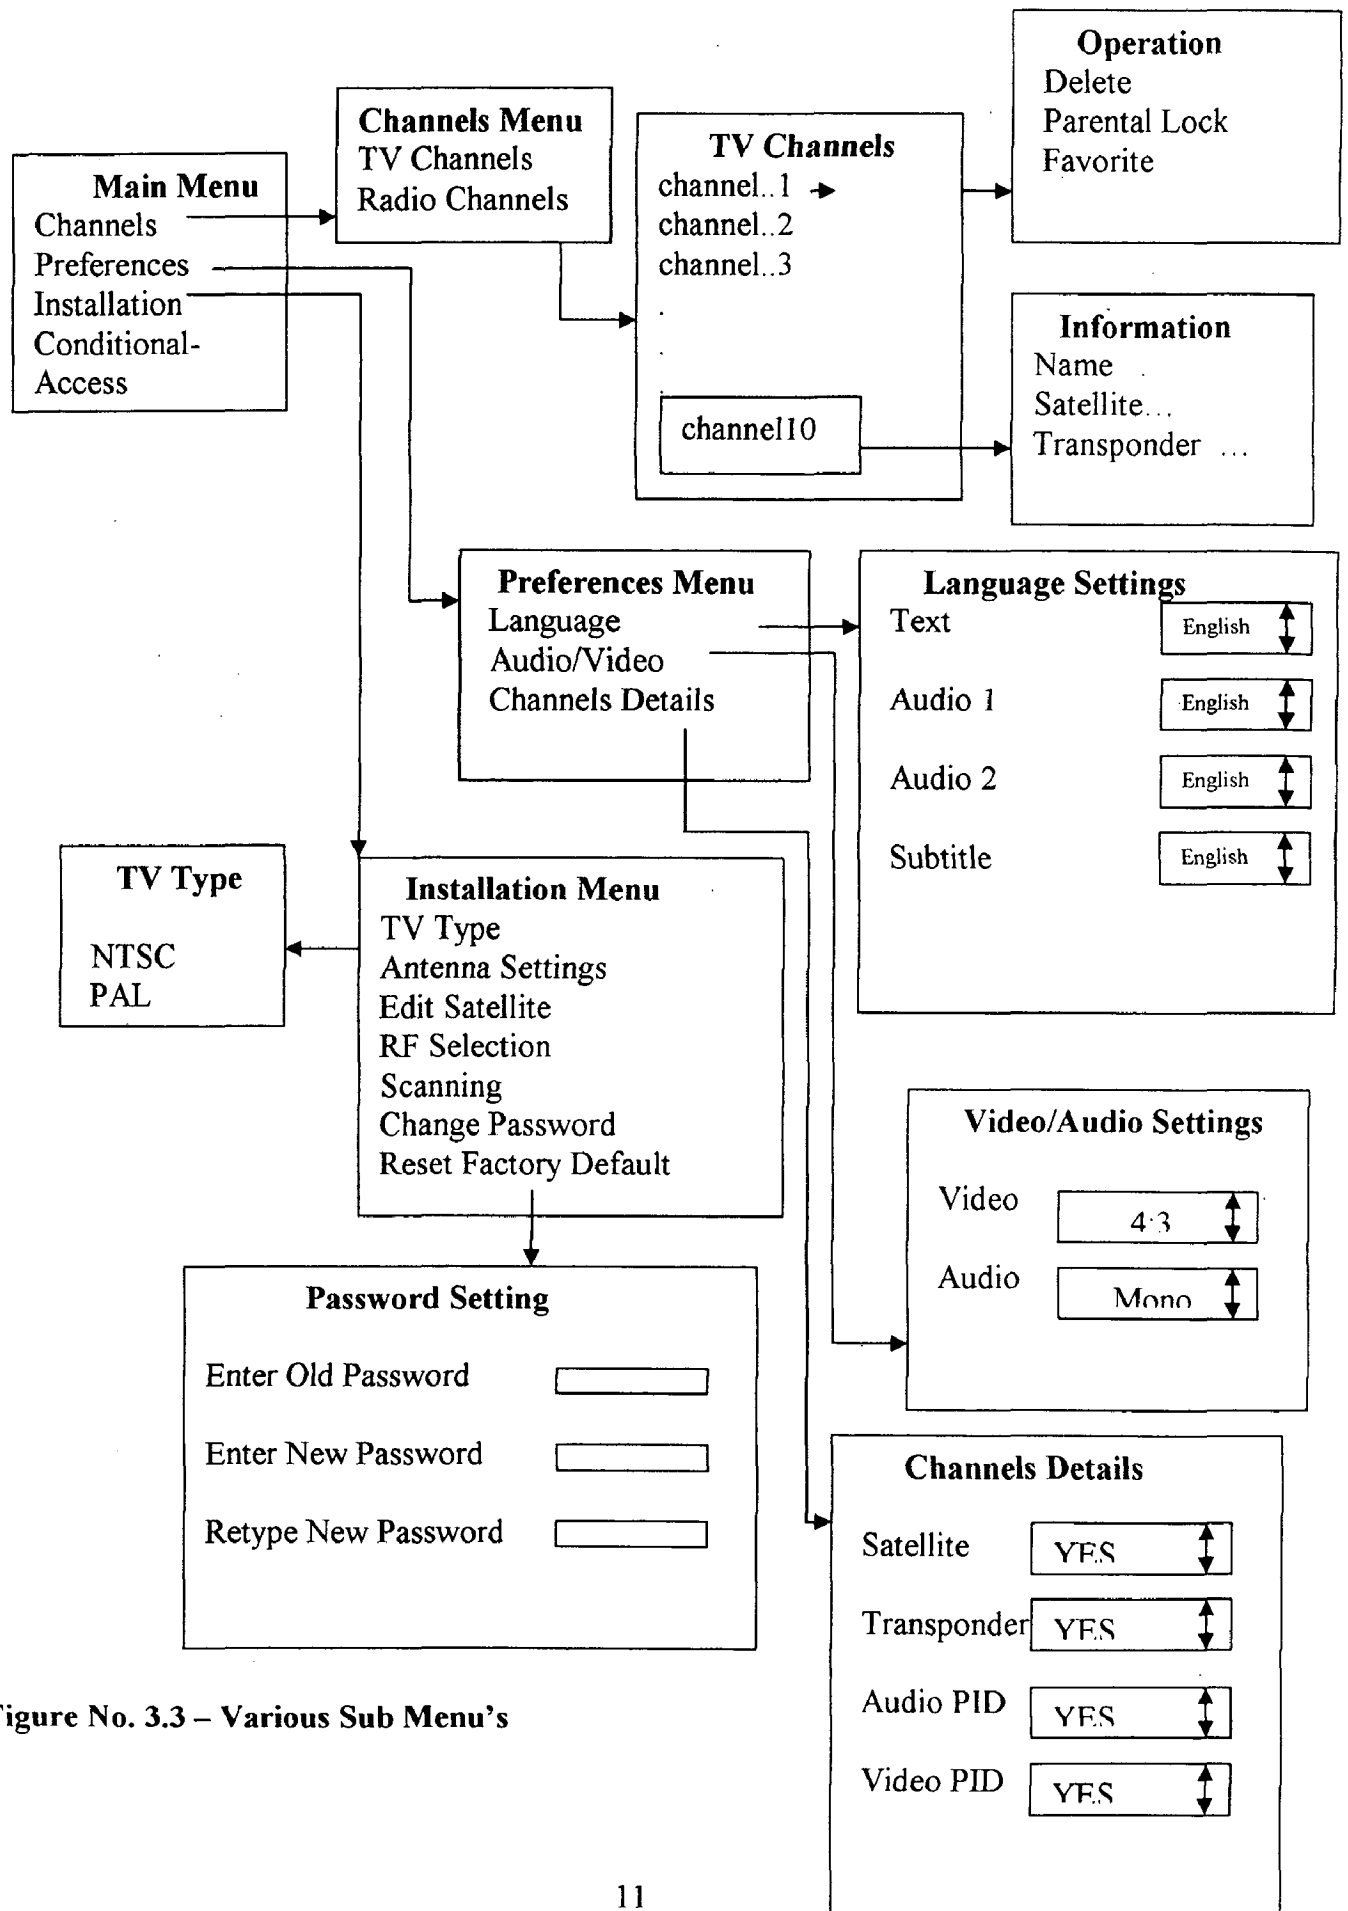 Operation
Delete
Parental Lock
Favorite
Channels Menu
TV Channels
Radio Channels
TV Channels
channel..1
channel..2
channel..3
.
.
.
channel10
Main Menu
Channels
Preferences
Installation
Conditional-
Access
Information
Name .
Satellite...
Transponder ...
Preferences Menu
Language
Audio/Video
Channels Details
Language Settings
Text English
Audio 1 English
Audio 2 English
Subtitle English
TV Type
NTSC
PAL
Installation Menu
TV Type
Antenna Settings
Edit Satellite
RF Selection
Scanning
Change Password
Reset Factory Default
Video/Audio Settings
Video 4:3
Audio Mono
Password Setting
Enter Old Password
Enter New Password
Retype New Password
Channels Details
Satellite YES
Transponder YES
Audio PID YES
Video PID YES
igure No. 3.3 – Various Sub Menu's
11